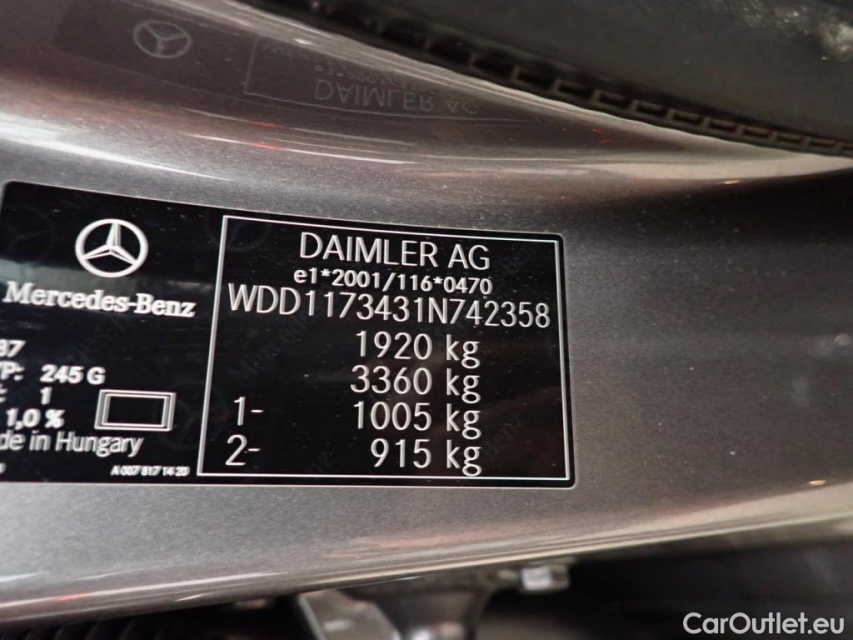 DAIMLER AG
Mercedes-Benz
DAIMLER AG
e1*2001/116*0470
WDD1173431N742358
1920 kg
3360 kg
1- 1005 kg
2- 915 kg
245 G
1
1,0 %
in Hungary
A 007 817 14 20
CarOutlet.eu